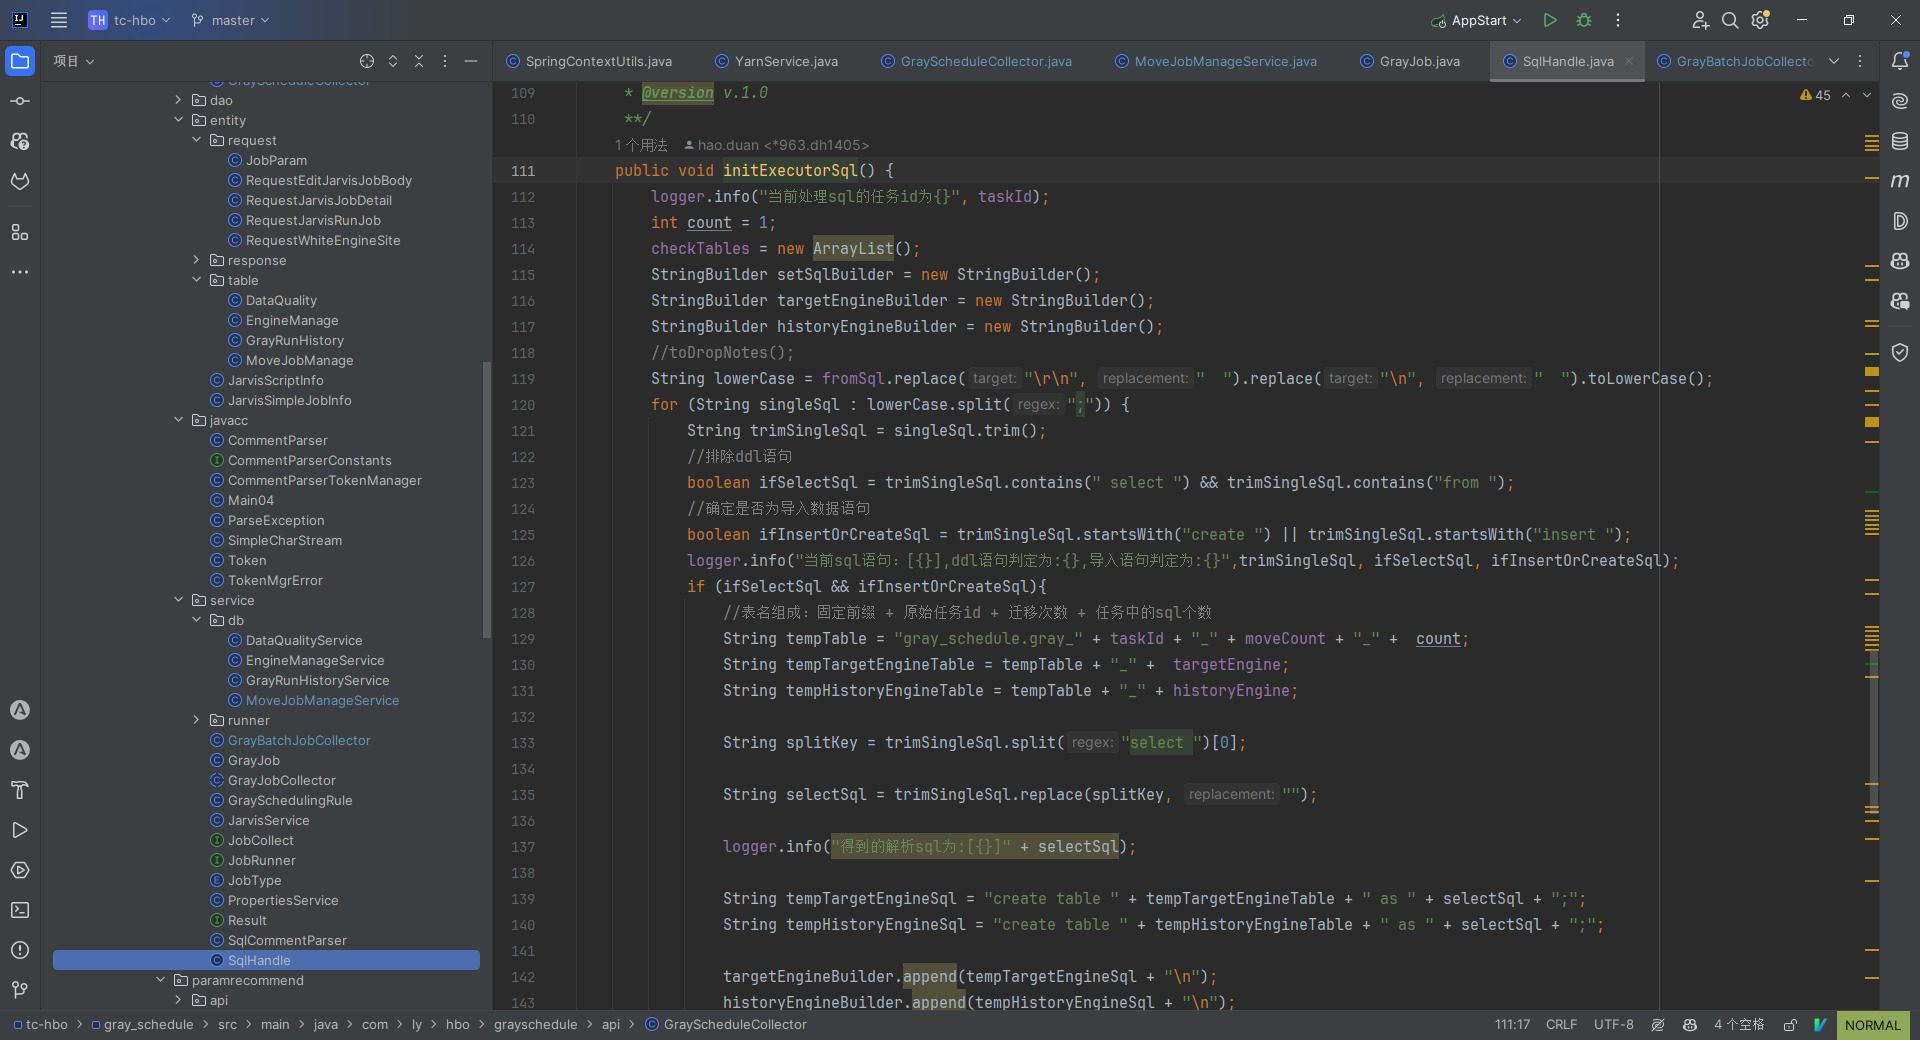 TH tc-hbo master AppStart
项目 SpringContextUtils.java YarnService.java GrayScheduleCollector.java MoveJobManageService.java GrayJob.java SqlHandle.java GrayBatchJobCollecto
GrayScheduleCollector
dao
entity
request
JobParam
RequestEditJarvisJobBody
RequestJarvisJobDetail
RequestJarvisRunJob
RequestWhiteEngineSite
response
table
DataQuality
EngineManage
GrayRunHistory
MoveJobManage
JarvisScriptInfo
JarvisSimpleJobInfo
javacc
CommentParser
CommentParserConstants
CommentParserTokenManager
Main04
ParseException
SimpleCharStream
Token
TokenMgrError
service
db
DataQualityService
EngineManageService
GrayRunHistoryService
MoveJobManageService
runner
GrayBatchJobCollector
GrayJob
GrayJobCollector
GraySchedulingRule
JarvisService
JobCollect
JobRunner
JobType
PropertiesService
Result
SqlCommentParser
SqlHandle
paramrecommend
api
45
109 * @version v.1.0
110 **/
1 个用法 hao.duan <*963.dh1405>
111 public void initExecutorSql() {
112 logger.info("当前处理sql的任务id为{}", taskId);
113 int count = 1;
114 checkTables = new ArrayList();
115 StringBuilder setSqlBuilder = new StringBuilder();
116 StringBuilder targetEngineBuilder = new StringBuilder();
117 StringBuilder historyEngineBuilder = new StringBuilder();
118 //toDropNotes();
119 String lowerCase = fromSql.replace( target: "\r\n", replacement: "  ").replace( target: "\n", replacement: "  ").toLowerCase();
120 for (String singleSql : lowerCase.split( regex: ";")) {
121 String trimSingleSql = singleSql.trim();
122 //排除ddl语句
123 boolean ifSelectSql = trimSingleSql.contains(" select ") && trimSingleSql.contains("from ");
124 //确定是否为导入数据语句
125 boolean ifInsertOrCreateSql = trimSingleSql.startsWith("create ") || trimSingleSql.startsWith("insert ");
126 logger.info("当前sql语句：[{}],ddl语句判定为:{},导入语句判定为:{}",trimSingleSql, ifSelectSql, ifInsertOrCreateSql);
127 if (ifSelectSql && ifInsertOrCreateSql){
128 //表名组成：固定前缀 + 原始任务id + 迁移次数 + 任务中的sql个数
129 String tempTable = "gray_schedule.gray_" + taskId + "_" + moveCount + "_" +  count;
130 String tempTargetEngineTable = tempTable + "_" +  targetEngine;
131 String tempHistoryEngineTable = tempTable + "_" + historyEngine;
132
133 String splitKey = trimSingleSql.split( regex: "select ")[0];
134
135 String selectSql = trimSingleSql.replace(splitKey, replacement: "");
136
137 logger.info("得到的解析sql为:[{}]" + selectSql);
138
139 String tempTargetEngineSql = "create table " + tempTargetEngineTable + " as " + selectSql + ";";
140 String tempHistoryEngineSql = "create table " + tempHistoryEngineTable + " as " + selectSql + ";";
141
142 targetEngineBuilder.append(tempTargetEngineSql + "\n");
143 historyEngineBuilder.append(tempHistoryEngineSql + "\n");
tc-hbo > gray_schedule > src > main > java > com > ly > hbo > grayschedule > api > GrayScheduleCollector 111:17 CRLF UTF-8 4 个空格 NORMAL